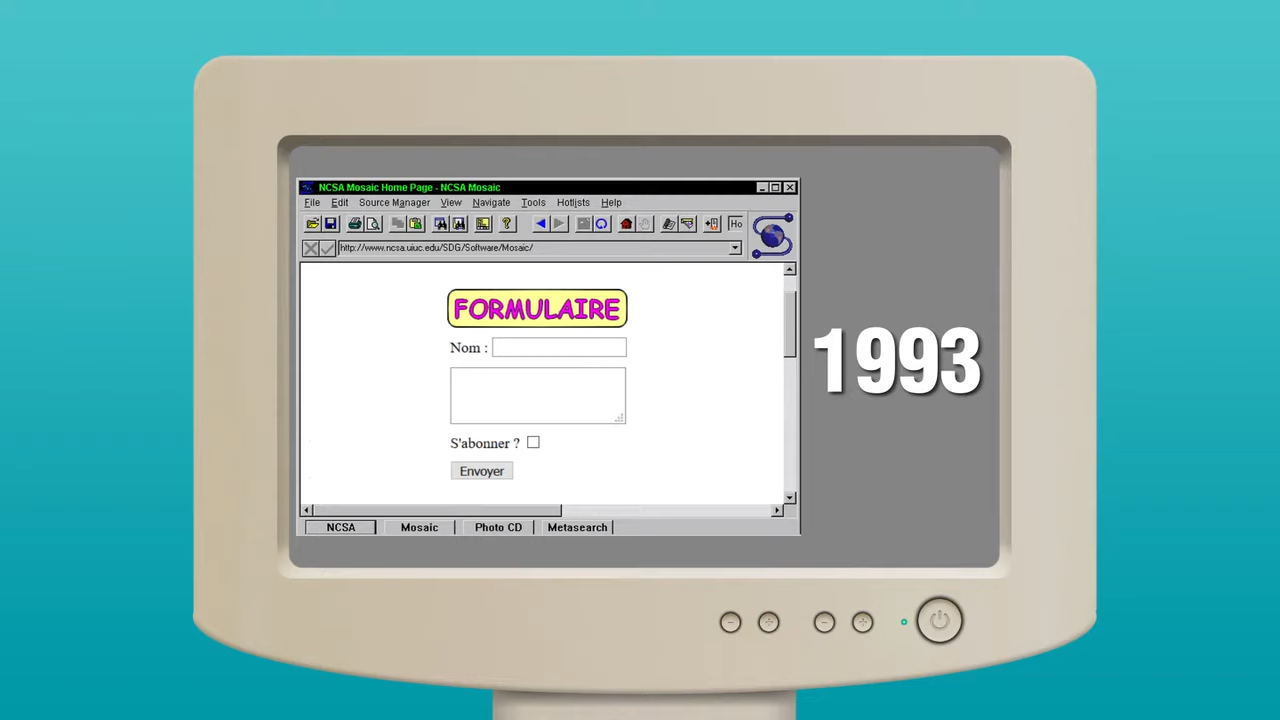 NCSA Mosaic Home Page - NCSA Mosaic
File Edit Source Manager View Navigate Tools Hotlists Help
Ho
http://www.ncsa.uiuc.edu/SDG/Software/Mosaic/
FORMULAIRE
Nom :
S'abonner ?
Envoyer
NCSA Mosaic Photo CD Metasearch
1993